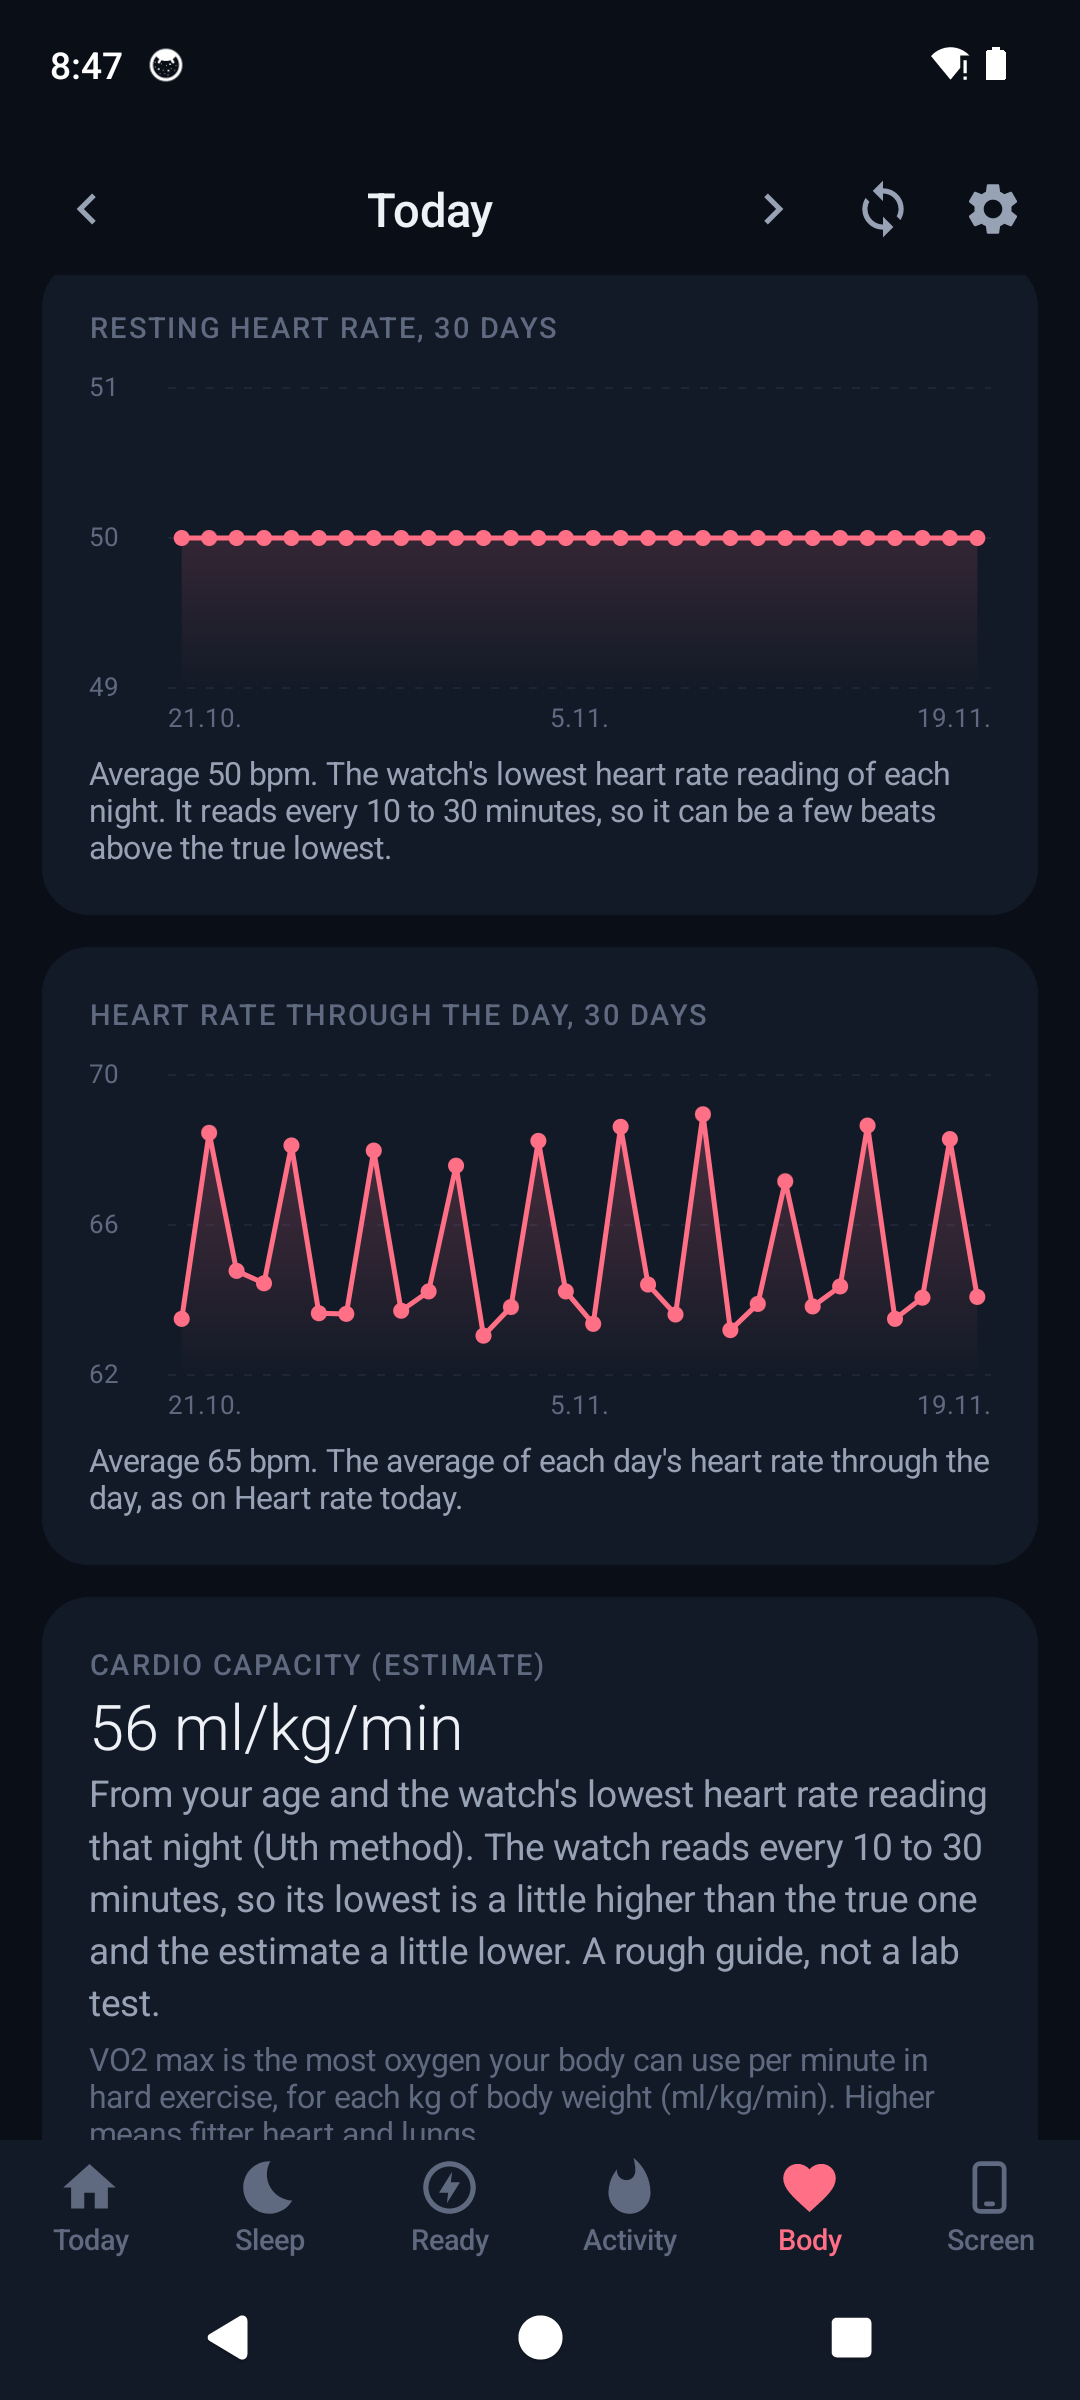 8:47
Today
RESTING HEART RATE, 30 DAYS
51
50
49
21.10.
5.11.
19.11.
Average 50 bpm. The watch's lowest heart rate reading of each
night. It reads every 10 to 30 minutes, so it can be a few beats
above the true lowest.
HEART RATE THROUGH THE DAY, 30 DAYS
70
66
62
21.10.
5.11.
19.11.
Average 65 bpm. The average of each day's heart rate through the
day, as on Heart rate today.
CARDIO CAPACITY (ESTIMATE)
56 ml/kg/min
From your age and the watch's lowest heart rate reading
that night (Uth method). The watch reads every 10 to 30
minutes, so its lowest is a little higher than the true one
and the estimate a little lower. A rough guide, not a lab
test.
VO2 max is the most oxygen your body can use per minute in
hard exercise, for each kg of body weight (ml/kg/min). Higher
means fitter heart and lungs
Today
Sleep
Ready
Activity
Body
Screen